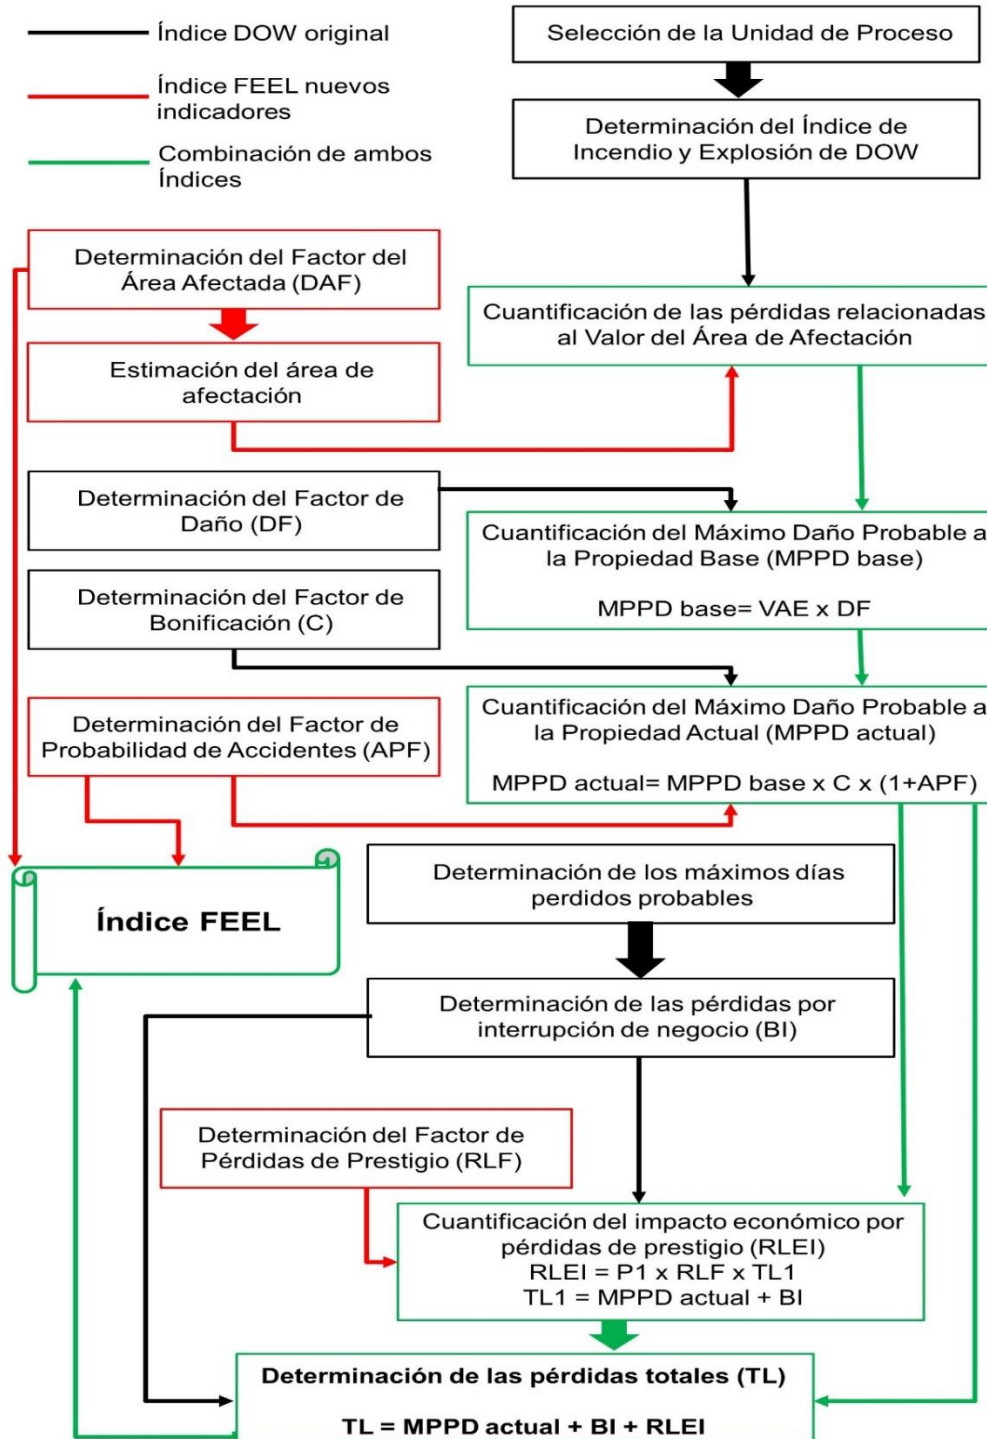 Índice DOW original
Índice FEEL nuevos
indicadores
Combinación de ambos
Índices
Selección de la Unidad de Proceso
Determinación del Índice de
Incendio y Explosión de DOW
Determinación del Factor del
Área Afectada (DAF)
Cuantificación de las pérdidas relacionadas
al Valor del Área de Afectación
Estimación del área de
afectación
Determinación del Factor de
Daño (DF)
Cuantificación del Máximo Daño Probable a
la Propiedad Base (MPPD base)
MPPD base= VAE x DF
Determinación del Factor de
Bonificación (C)
Determinación del Factor de
Probabilidad de Accidentes (APF)
Cuantificación del Máximo Daño Probable a
la Propiedad Actual (MPPD actual)
MPPD actual= MPPD base x C x (1+APF)
Determinación de los máximos días
perdidos probables
Índice FEEL
Determinación de las pérdidas por
interrupción de negocio (BI)
Determinación del Factor de
Pérdidas de Prestigio (RLF)
Cuantificación del impacto económico por
pérdidas de prestigio (RLEI)
RLEI = P1 x RLF x TL1
TL1 = MPPD actual + BI
Determinación de las pérdidas totales (TL)
TL = MPPD actual + BI + RLEI